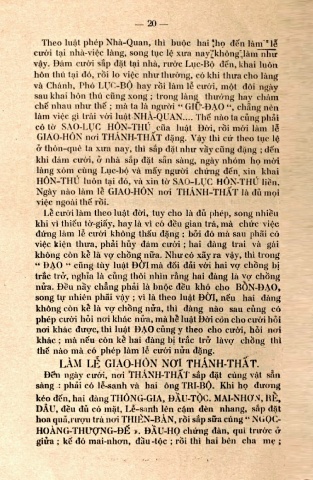 — 20 —
Theo luật phép Nhà-Quan, thì buộc hai họ đến làm lễ
cưới tại nhà-việc làng, song tục lệ xưa nay không làm như
vậy. Đám cưới sắp đặt tại nhà, rước Lục-Bộ đến, khai luôn
hôn thú tại đó, rồi lo việc như thường, có khi thưa cho làng
và Chánh, Phó LỤC-BỘ hay rồi làm lễ cưới, một đôi ngày
sau khai hôn thú cũng xong ; trong làng thường hay châm
chế nhau như thế ; mà ta là người “ GIỮ-ĐẠO ”, chẳng nên
làm việc gì trái với luật NHÀ-QUAN.... Thế nào ta cũng phải
có tờ SAO-LỤC HÔN-THÚ của luật Đời, rồi mới làm lễ
GIAO-HÔN nơi THÁNH-THẤT đặng. Vậy thì cứ theo tục lệ
ở thôn-quê ta xưa nay, thì sắp đặt như vầy cũng đặng ; đến
khi đám cưới, ở nhà sắp đặt sẵn sàng, ngày nhóm họ mời
làng xóm cùng Lục-bộ và mấy người chứng đến, xin khai
HÔN-THÚ luôn tại đó, và xin tờ SAO-LỤC HÔN-THÚ liền.
Ngày nào làm lễ GIAO-HÔN nơi THÁNH-THẤT là đủ mọi
việc ngoài thế rồi.
Lễ cưới làm theo luật đời, tuy cho là đủ phép, song nhiều
khi vì thiếu tờ-giấy, hay là vì có đều gian trá, mà chức việc
đứng làm lễ cưới không thấu đặng ; bởi đó mà sau phải có
việc kiện thưa, phải hủy đám cưới ; hai đàng trai và gái
không còn kể là vợ chồng nữa. Như có xảy ra vậy, thì trong
“ ĐẠO ” cũng tùy luật ĐỜI mà đối đãi với hai vợ chồng bị
trắc trở, nghĩa là cũng thôi nhìn rằng hai đàng là vợ chồng
nữa. Đều nầy chẳng phải là buộc đều khó cho BỔN-ĐẠO,
song tự nhiên phải vậy ; vì là theo luật ĐỜI, nếu hai đàng
không còn kể là vợ chồng nữa, thì đàng nào sau cũng có
phép cưới hỏi nơi khác nữa, mà hễ luật Đời còn cho cưới hỏi
nơi khác được, thì luật ĐẠO cũng y theo cho cưới, hỏi nơi
khác ; mà nếu còn kể hai đàng bị trắc trở là vợ chồng thì
thế nào mà có phép làm lễ cưới nữa đặng.
LÀM LỄ GIAO-HÔN NƠI THÁNH-THẤT.
Đến ngày cưới, nơi THÁNH-THẤT sắp đặt cúng vật sẵn
sàng : phải có lễ-sanh và hai ông TRI-BỘ. Khi họ đương
kéo đến, hai đàng THÔNG-GIA, ĐẦU-TỘC. MAI-NHƠN, RỂ,
DÂU, đều đủ có mặt, Lễ-sanh lên cặm đèn nhang, sắp đặt
hoa quả, rượu trà nơi THIÊN-BÀN, rồi sắp sửa cúng “ NGỌC-
HOÀNG-THƯỢNG-ĐẾ ». ĐẦU-HỌ chứng đàn, quì trước ở
giữa ; kế đó mai-nhơn, đầu-tộc ; rồi thì hai bên cha mẹ ;